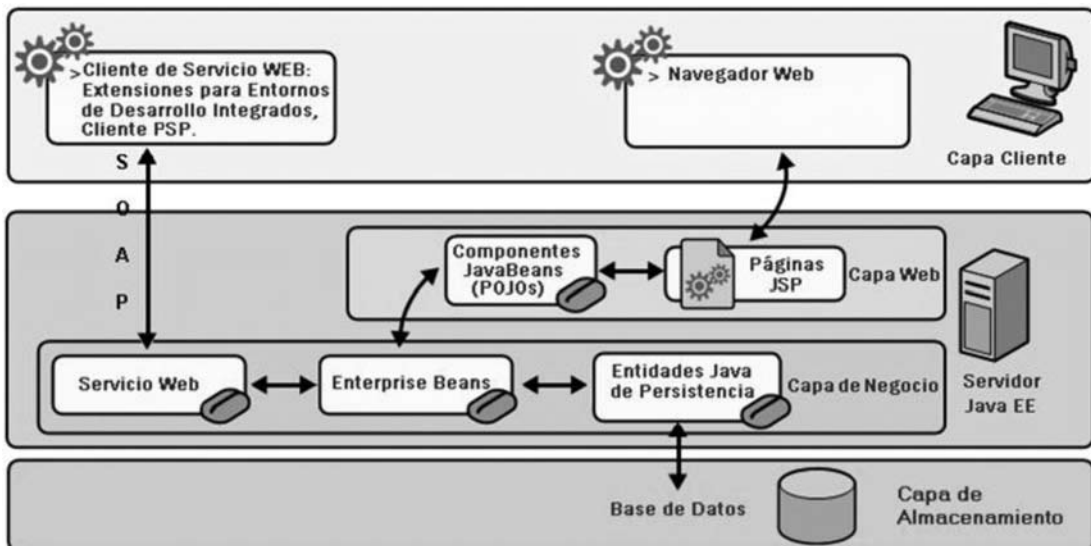 > Cliente de Servicio WEB:
Extensiones para Entornos
de Desarrollo Integrados,
Cliente PSP.
> Navegador Web
Capa Cliente
S
O
A
P
Componentes
JavaBeans
(POJOs)
Páginas
JSP
Capa Web
Servicio Web
Enterprise Beans
Entidades Java
de Persistencia
Capa de Negocio
Servidor
Java EE
Base de Datos
Capa de
Almacenamiento